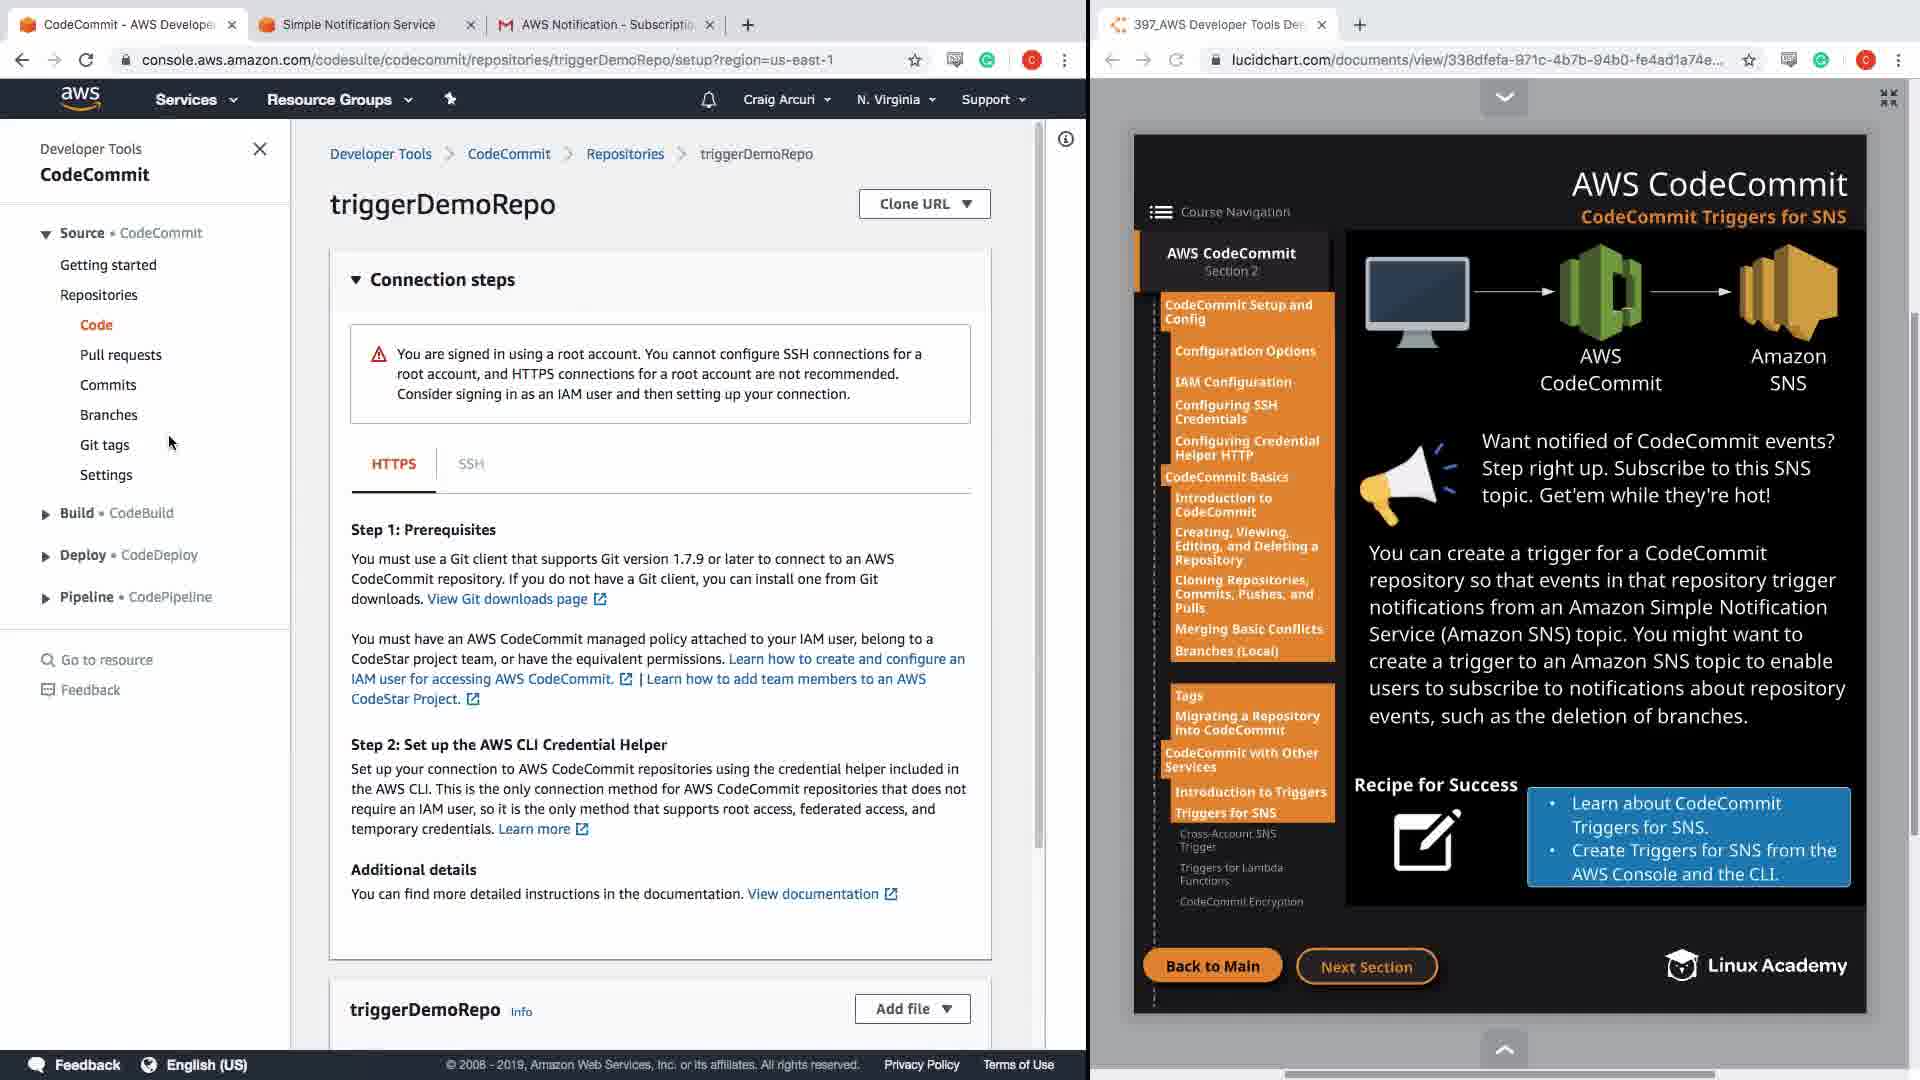 CodeCommit - AWS Develope
Simple Notification Service
AWS Notification - Subscriptio
console.aws.amazon.com/codesuite/codecommit/repositories/triggerDemoRepo/setup?region=us-east-1
C
aws
Services
Resource Groups
Craig Arcuri
N. Virginia
Support
Developer Tools
CodeCommit
Source • CodeCommit
Getting started
Repositories
Code
Pull requests
Commits
Branches
Git tags
Settings
Build • CodeBuild
Deploy • CodeDeploy
Pipeline • CodePipeline
Go to resource
Feedback
Developer Tools
CodeCommit
Repositories
triggerDemoRepo
triggerDemoRepo
Clone URL
Connection steps
You are signed in using a root account. You cannot configure SSH connections for a
root account, and HTTPS connections for a root account are not recommended.
Consider signing in as an IAM user and then setting up your connection.
HTTPS
SSH
Step 1: Prerequisites
You must use a Git client that supports Git version 1.7.9 or later to connect to an AWS
CodeCommit repository. If you do not have a Git client, you can install one from Git
downloads. View Git downloads page
You must have an AWS CodeCommit managed policy attached to your IAM user, belong to a
CodeStar project team, or have the equivalent permissions. Learn how to create and configure an
IAM user for accessing AWS CodeCommit. | Learn how to add team members to an AWS
CodeStar Project.
Step 2: Set up the AWS CLI Credential Helper
Set up your connection to AWS CodeCommit repositories using the credential helper included in
the AWS CLI. This is the only connection method for AWS CodeCommit repositories that does not
require an IAM user, so it is the only method that supports root access, federated access, and
temporary credentials. Learn more
Additional details
You can find more detailed instructions in the documentation. View documentation
triggerDemoRepo Info
Add file
Feedback
English (US)
© 2008 - 2019, Amazon Web Services, Inc. or its affiliates. All rights reserved.
Privacy Policy
Terms of Use
397_AWS Developer Tools Dee
lucidchart.com/documents/view/338dfefa-971c-4b7b-94b0-fe4ad1a74e...
C
AWS CodeCommit
CodeCommit Triggers for SNS
Course Navigation
AWS CodeCommit
Section 2
CodeCommit Setup and
Config
Configuration Options
IAM Configuration
Configuring SSH
Credentials
Configuring Credential
Helper HTTP
CodeCommit Basics
Introduction to
CodeCommit
Creating, Viewing,
Editing, and Deleting a
Repository
Cloning Repositories,
Commits, Pushes, and
Pulls
Merging Basic Conflicts
Branches (Local)
Tags
Migrating a Repository
into CodeCommit
CodeCommit with Other
Services
Introduction to Triggers
Triggers for SNS
Cross-Account SNS
Trigger
Triggers for Lambda
Functions
CodeCommit Encryption
AWS
CodeCommit
Amazon
SNS
Want notified of CodeCommit events?
Step right up. Subscribe to this SNS
topic. Get'em while they're hot!
You can create a trigger for a CodeCommit
repository so that events in that repository trigger
notifications from an Amazon Simple Notification
Service (Amazon SNS) topic. You might want to
create a trigger to an Amazon SNS topic to enable
users to subscribe to notifications about repository
events, such as the deletion of branches.
Recipe for Success
• Learn about CodeCommit
Triggers for SNS.
• Create Triggers for SNS from the
AWS Console and the CLI.
Back to Main
Next Section
Linux Academy